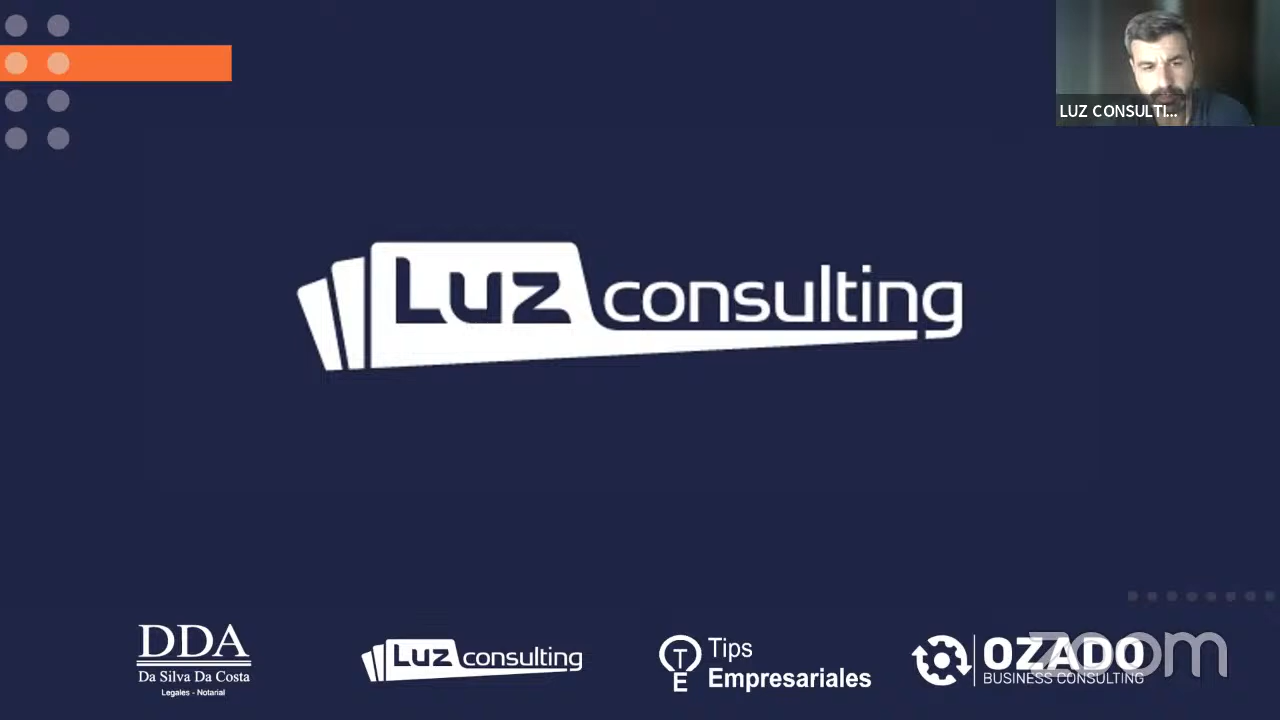 LUZ CONSULTI...
Luz consulting
DDA
Da Silva Da Costa
Legales - Notarial
Luz consulting
TE
Tips
Empresariales
OZADO
BUSINESS CONSULTING
zoom